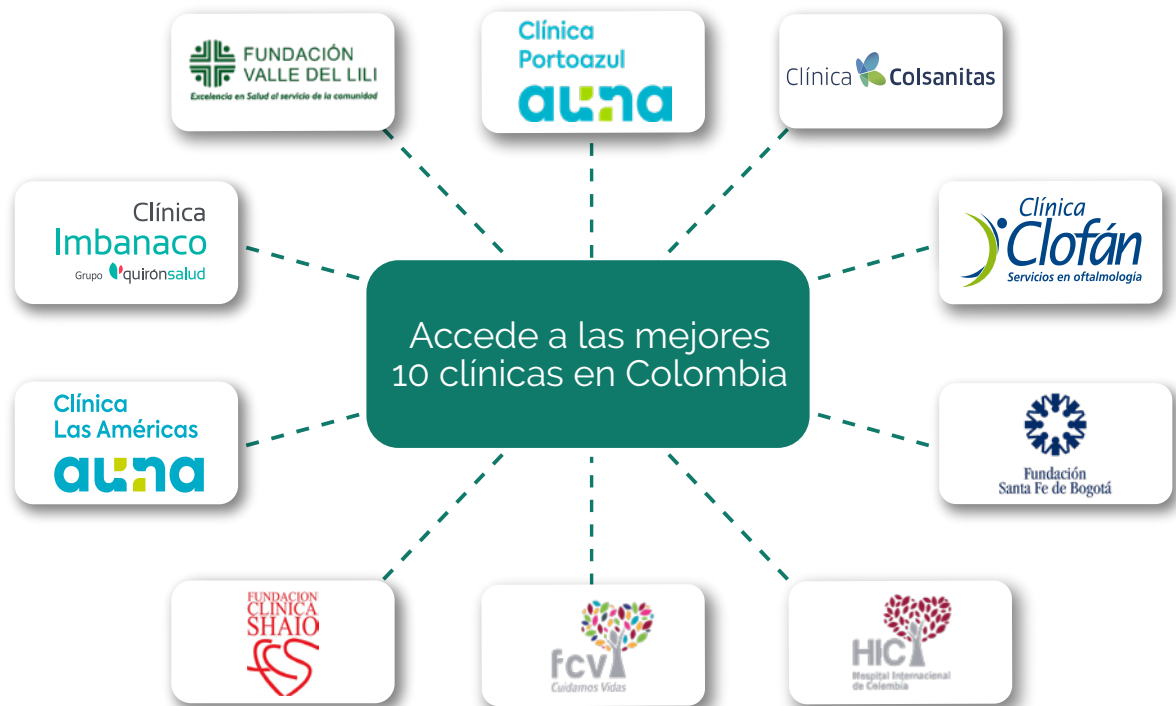 FUNDACIÓN
VALLE DEL LILI
Excelencia en Salud al servicio de la comunidad
Clínica
Portoazul
auna
Clínica Colsanitas
Clínica
Imbanaco
Grupo quirónsalud
Clínica
Clofán
Servicios en oftalmología
Accede a las mejores
10 clínicas en Colombia
Clínica
Las Américas
auna
Fundación
Santa Fe de Bogotá
FUNDACION
CLINICA
SHAIO
fcv
Cuidamos Vidas
HIC
Hospital Internacional
de Colombia